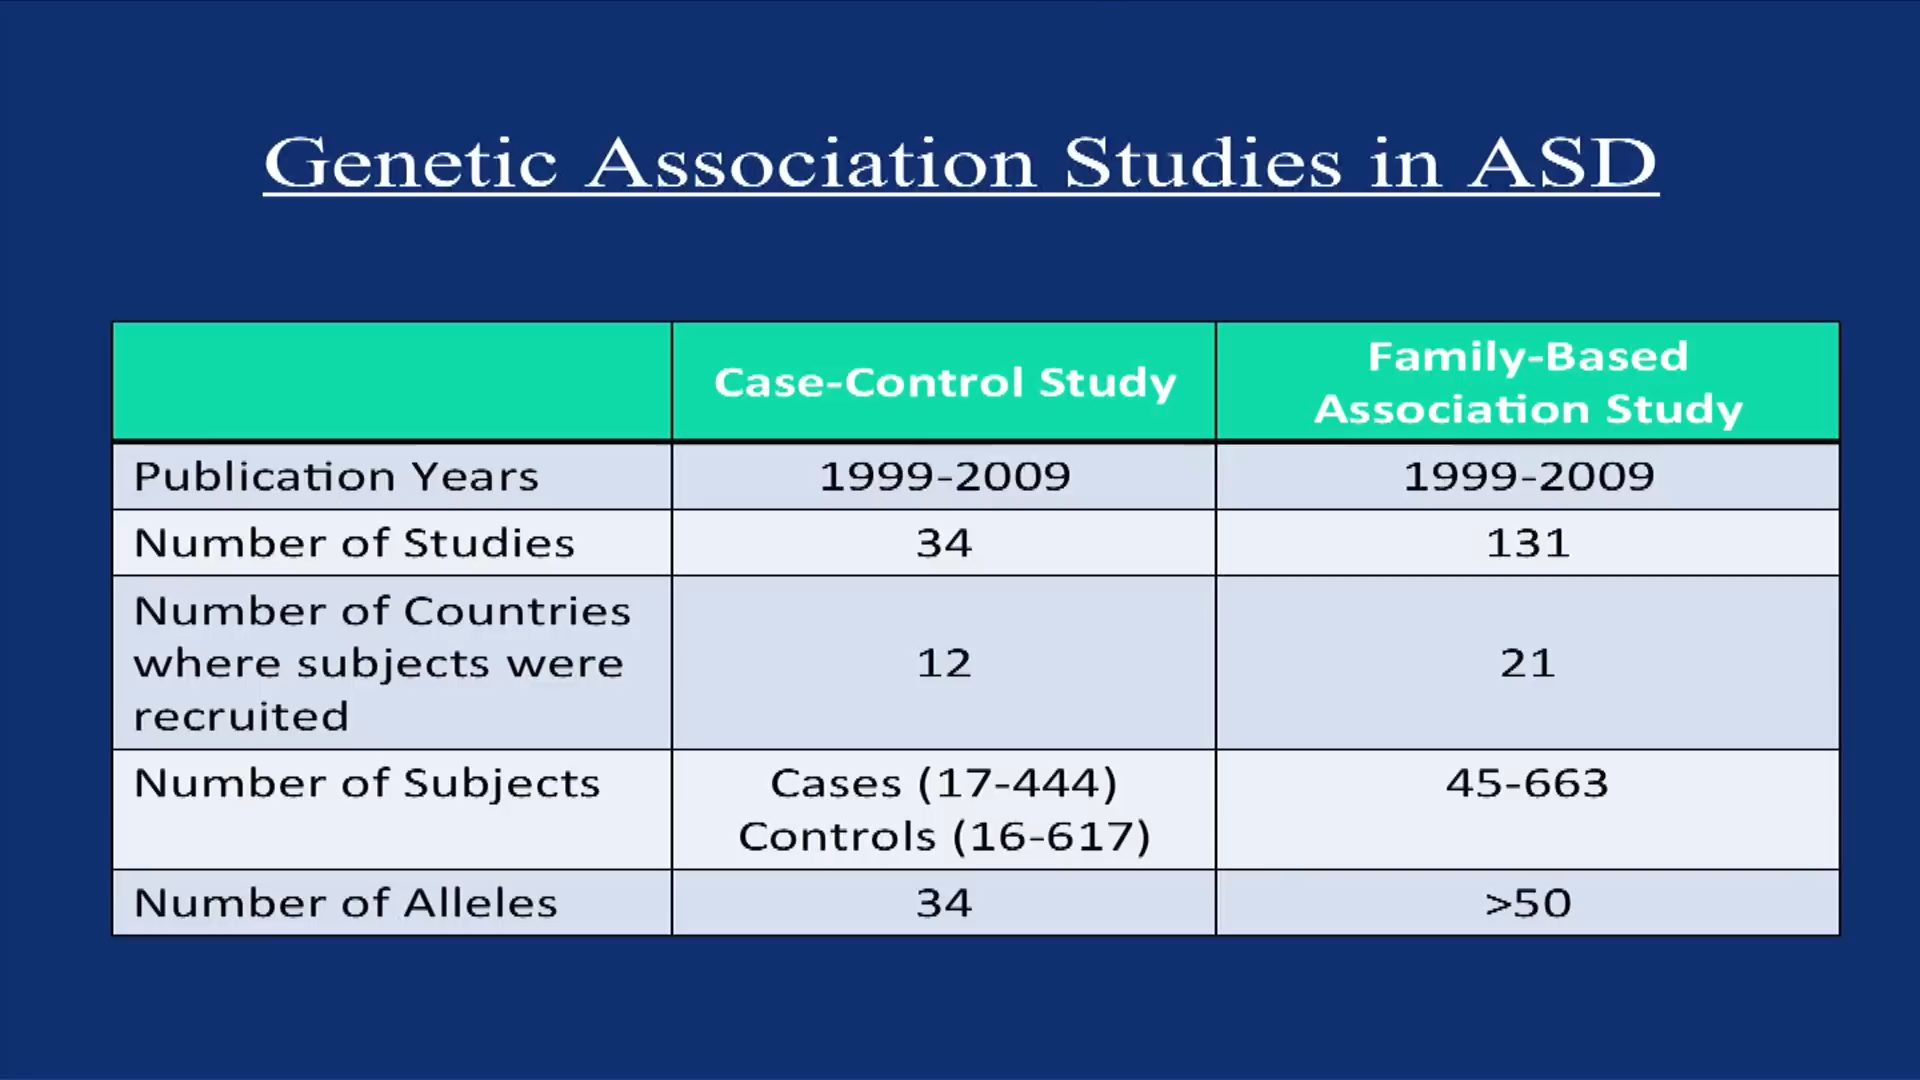 Genetic Association Studies in ASD
Case-Control Study
Family-Based
Association Study
Publication Years
1999-2009
1999-2009
Number of Studies
34
131
Number of Countries
where subjects were
recruited
12
21
Number of Subjects
Cases (17-444)
Controls (16-617)
45-663
Number of Alleles
34
>50